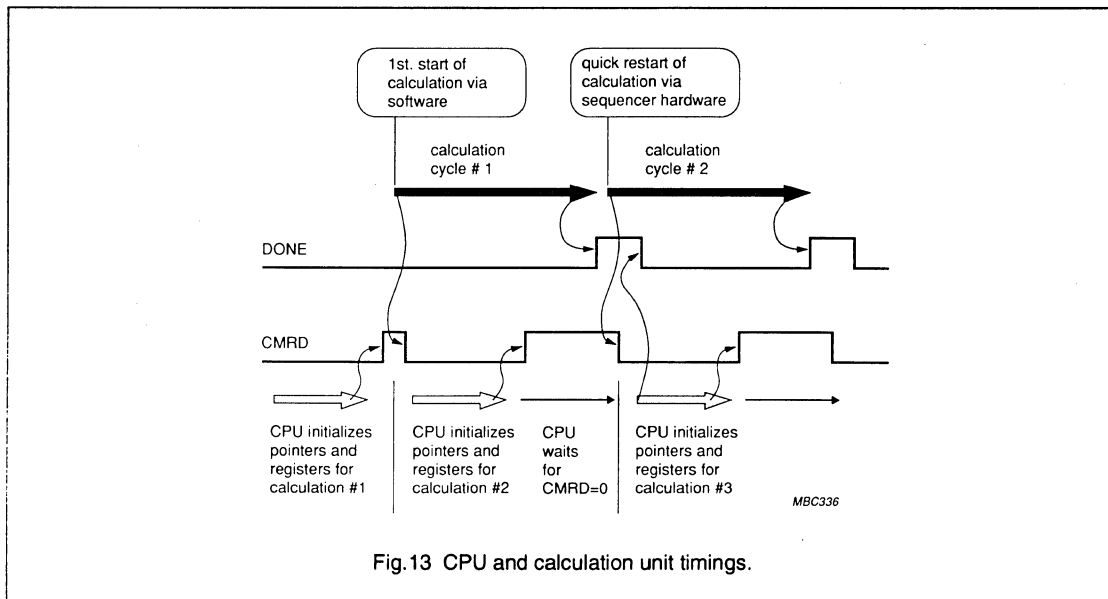 1st. start of
calculation via
software
quick restart of
calculation via
sequencer hardware
calculation
cycle # 1
calculation
cycle # 2
DONE
CMRD
CPU initializes
pointers and
registers for
calculation #1
CPU initializes
pointers and
registers for
calculation #2
CPU
waits
for
CMRD=0
CPU initializes
pointers and
registers for
calculation #3
MBC336
Fig.13 CPU and calculation unit timings.